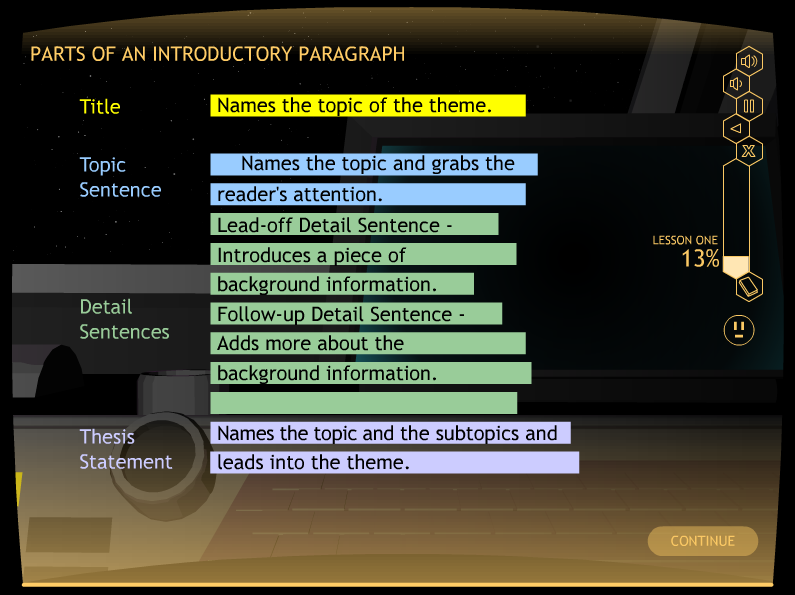 PARTS OF AN INTRODUCTORY PARAGRAPH
Title
Names the topic of the theme.
Topic
Sentence
Names the topic and grabs the
reader's attention.
Detail
Sentences
Lead-off Detail Sentence -
Introduces a piece of
background information.
Follow-up Detail Sentence -
Adds more about the
background information.
Thesis
Statement
Names the topic and the subtopics and
leads into the theme.
LESSON ONE
13%
CONTINUE